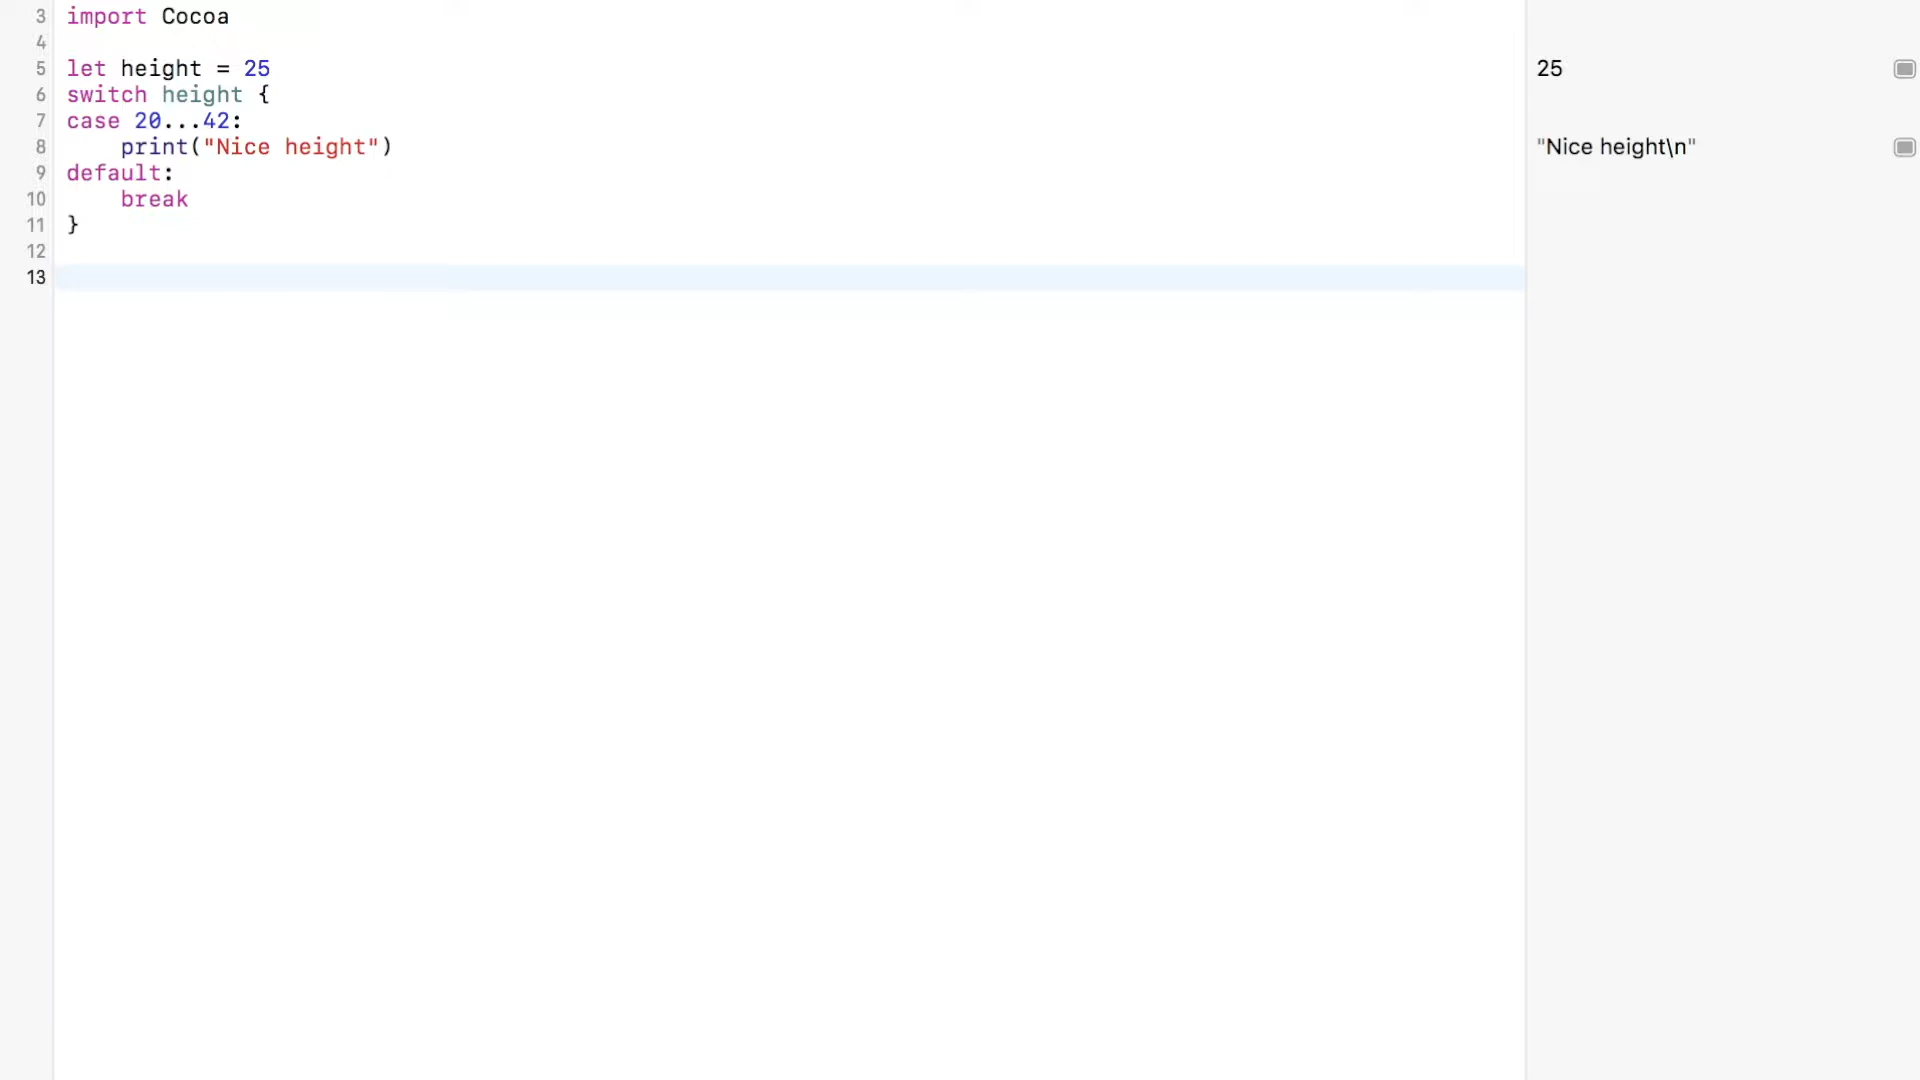 3 import Cocoa
4
5 let height = 25 25
6 switch height {
7 case 20...42:
8 print("Nice height") "Nice height\n"
9 default:
10 break
11 }
12
13